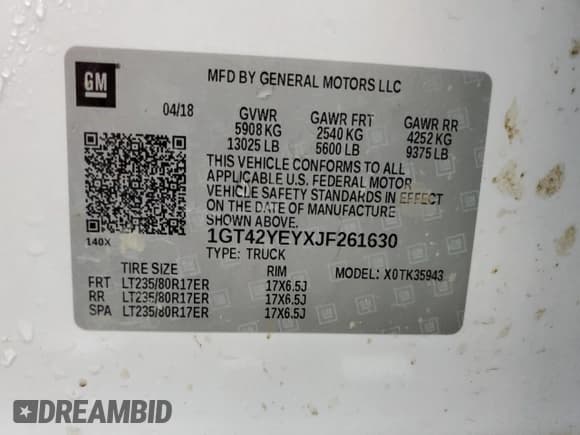 GM
MFD BY GENERAL MOTORS LLC
04/18 GVWR GAWR FRT GAWR RR
5908 KG 2540 KG 4252 KG
13025 LB 5600 LB 9375 LB
THIS VEHICLE CONFORMS TO ALL
APPLICABLE U.S. FEDERAL MOTOR
VEHICLE SAFETY STANDARDS IN EFFECT
ON THE DATE OF MANUFACTURE
SHOWN ABOVE.
140X
1GT42YEYXJF261630
TYPE: TRUCK
TIRE SIZE RIM MODEL: X0TK35943
FRT LT235/80R17ER 17X6.5J
RR LT235/80R17ER 17X6.5J
SPA LT235/80R17ER 17X6.5J
DREAMBID